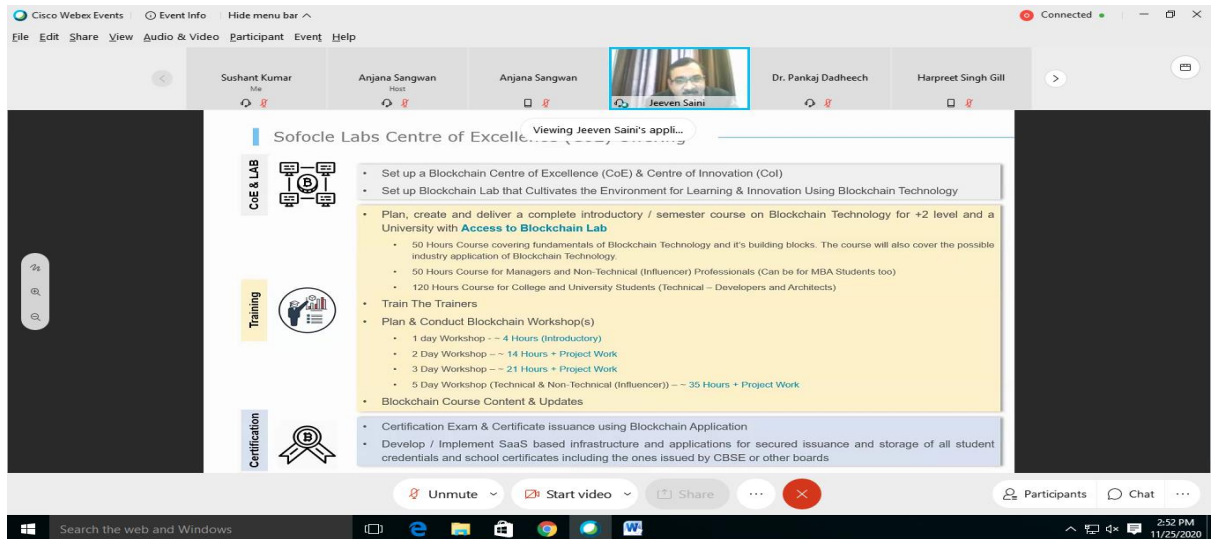 Cisco Webex Events
Event Info
Hide menu bar
Connected
File Edit Share View Audio & Video Participant Event Help
Sushant Kumar
Me
Anjana Sangwan
Host
Anjana Sangwan
Jeeven Saini
Dr. Pankaj Dadheech
Harpreet Singh Gill
Viewing Jeeven Saini's appli...
Sofocle Labs Centre of
CoE & LAB
• Set up a Blockchain Centre of Excellence (CoE) & Centre of Innovation (CoI)
• Set up Blockchain Lab that Cultivates the Environment for Learning & Innovation Using Blockchain Technology
Training
• Plan, create and deliver a complete introductory / semester course on Blockchain Technology for +2 level and a
University with Access to Blockchain Lab
• 50 Hours Course covering fundamentals of Blockchain Technology and it's building blocks. The course will also cover the possible
industry application of Blockchain Technology.
• 50 Hours Course for Managers and Non-Technical (Influencer) Professionals (Can be for MBA Students too)
• 120 Hours Course for College and University Students (Technical – Developers and Architects)
• Train The Trainers
• Plan & Conduct Blockchain Workshop(s)
• 1 day Workshop - ~ 4 Hours (Introductory)
• 2 Day Workshop – ~ 14 Hours + Project Work
• 3 Day Workshop – ~ 21 Hours + Project Work
• 5 Day Workshop (Technical & Non-Technical (Influencer)) – ~ 35 Hours + Project Work
• Blockchain Course Content & Updates
Certification
• Certification Exam & Certificate issuance using Blockchain Application
• Develop / Implement SaaS based infrastructure and applications for secured issuance and storage of all student
credentials and school certificates including the ones issued by CBSE or other boards
Unmute
Start video
Share
Participants
Chat
Search the web and Windows
2:52 PM
11/25/2020